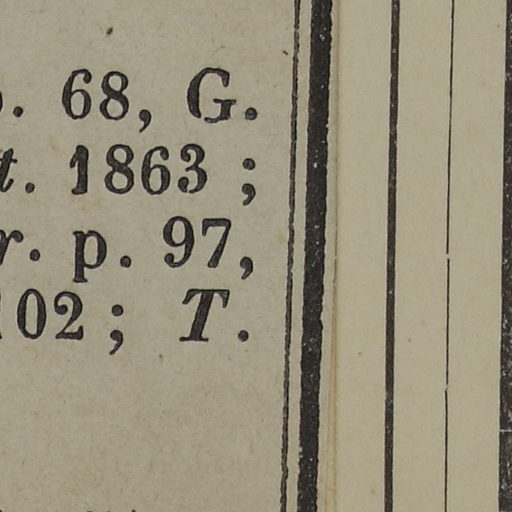 . 68, G.
t. 1863 ;
r. p. 97,
102 ; T.